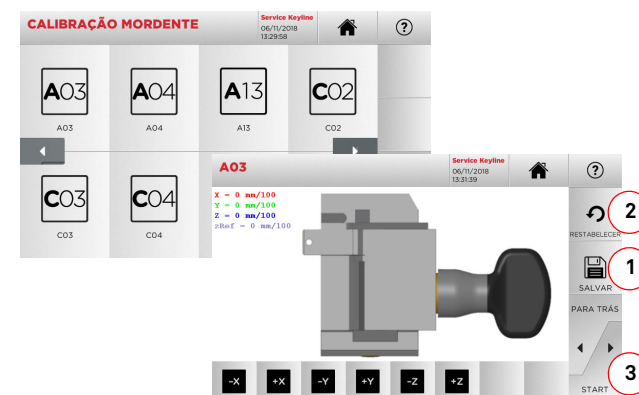 CALIBRAÇÃO MORDENTE
Service Keyline
06/11/2018
13:29:58
?
A03
A04
A13
C02
A03
A04
A13
C02
C03
C04
C03
C04
A03
Service Keyline
06/11/2018
13:31:39
?
X = 0 mm/100
Y = 0 mm/100
Z = 0 mm/100
zRef = 0 mm/100
RESTABELECER
2
SALVAR
1
PARA TRÁS
START
3
-X
+X
-Y
+Y
-Z
+Z